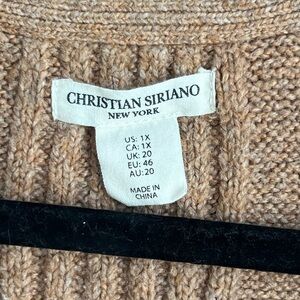 CHRISTIAN SIRIANO
NEW YORK
US: 1X
CA: 1X
UK: 20
EU: 46
AU: 20
MADE IN
CHINA